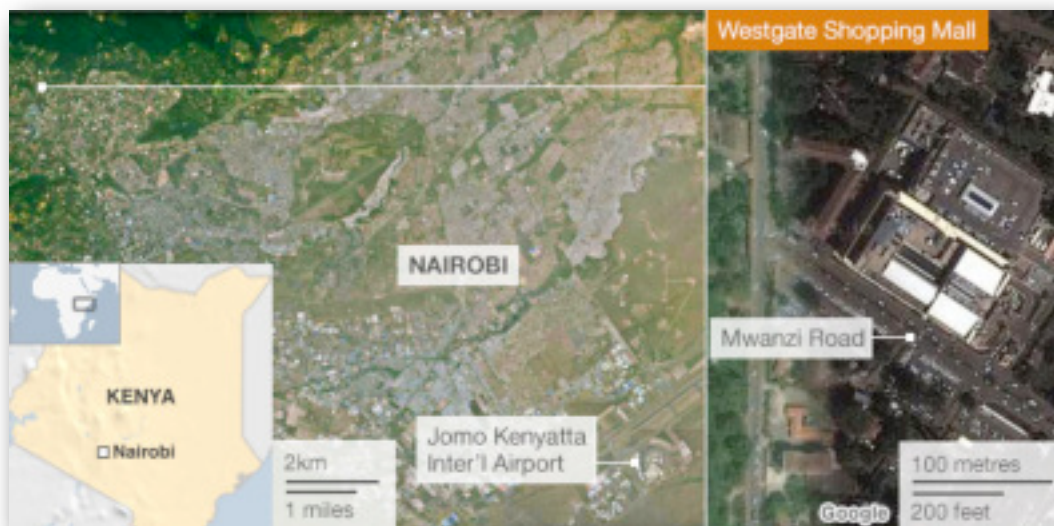 Westgate Shopping Mall
NAIROBI
Mwanzi Road
KENYA
Nairobi
Jomo Kenyatta
Inter'l Airport
2km
1 miles
100 metres
200 feet
Google